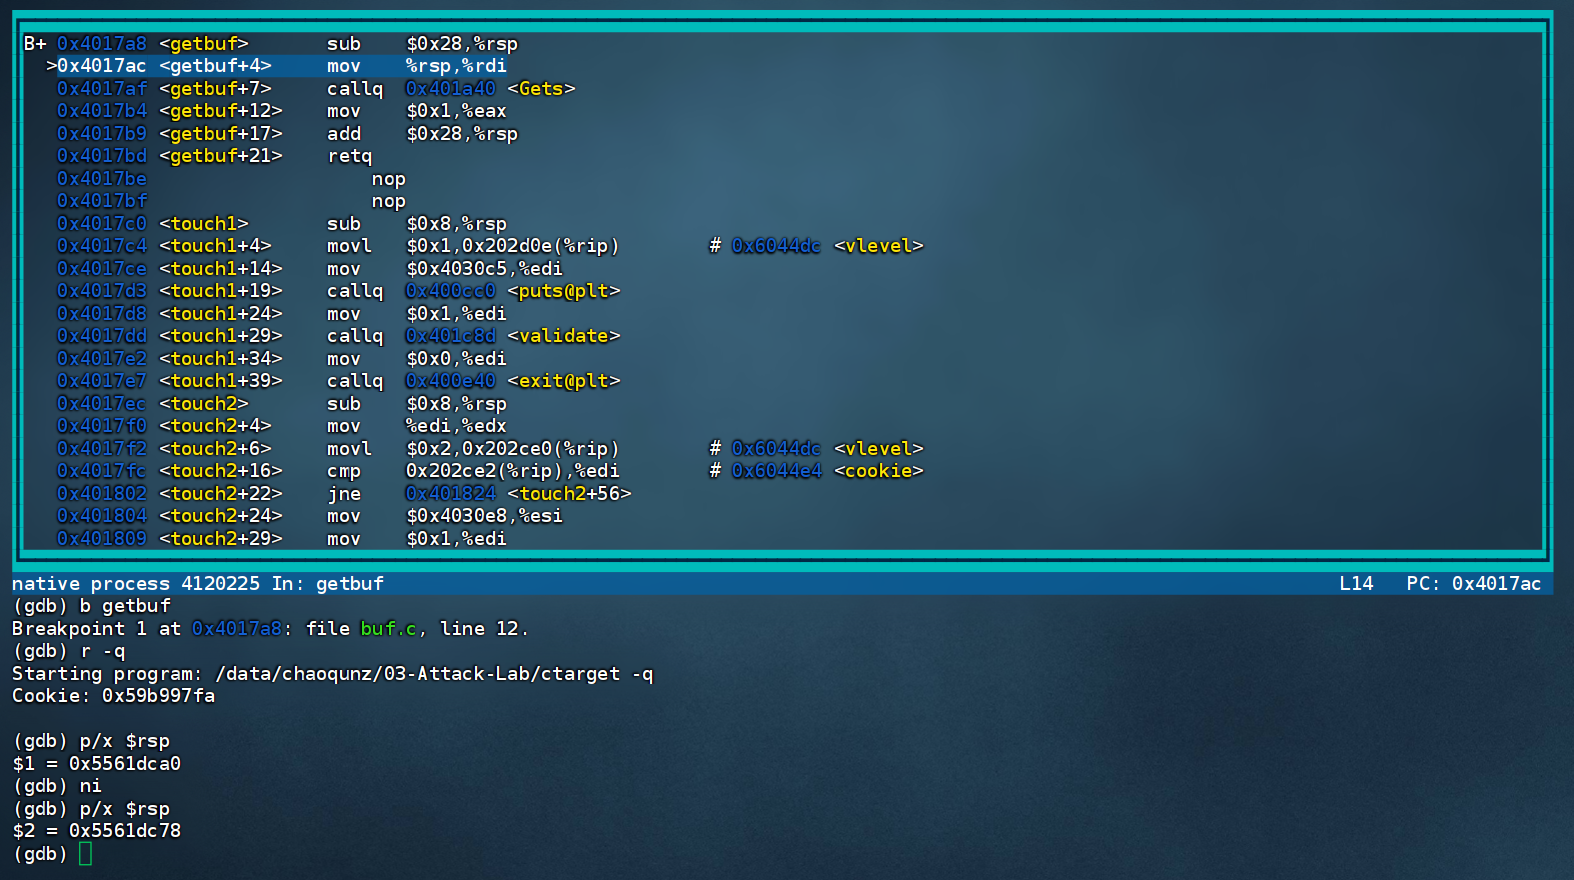 B+ 0x4017a8 <getbuf>       sub    $0x28,%rsp
  >0x4017ac <getbuf+4>     mov    %rsp,%rdi
   0x4017af <getbuf+7>     callq  0x401a40 <Gets>
   0x4017b4 <getbuf+12>    mov    $0x1,%eax
   0x4017b9 <getbuf+17>    add    $0x28,%rsp
   0x4017bd <getbuf+21>    retq
   0x4017be                    nop
   0x4017bf                    nop
   0x4017c0 <touch1>       sub    $0x8,%rsp
   0x4017c4 <touch1+4>     movl   $0x1,0x202d0e(%rip)        # 0x6044dc <vlevel>
   0x4017ce <touch1+14>    mov    $0x4030c5,%edi
   0x4017d3 <touch1+19>    callq  0x400cc0 <puts@plt>
   0x4017d8 <touch1+24>    mov    $0x1,%edi
   0x4017dd <touch1+29>    callq  0x401c8d <validate>
   0x4017e2 <touch1+34>    mov    $0x0,%edi
   0x4017e7 <touch1+39>    callq  0x400e40 <exit@plt>
   0x4017ec <touch2>       sub    $0x8,%rsp
   0x4017f0 <touch2+4>     mov    %edi,%edx
   0x4017f2 <touch2+6>     movl   $0x2,0x202ce0(%rip)        # 0x6044dc <vlevel>
   0x4017fc <touch2+16>    cmp    0x202ce2(%rip),%edi        # 0x6044e4 <cookie>
   0x401802 <touch2+22>    jne    0x401824 <touch2+56>
   0x401804 <touch2+24>    mov    $0x4030e8,%esi
   0x401809 <touch2+29>    mov    $0x1,%edi
native process 4120225 In: getbuf    L14   PC: 0x4017ac
(gdb) b getbuf
Breakpoint 1 at 0x4017a8: file buf.c, line 12.
(gdb) r -q
Starting program: /data/chaoqunz/03-Attack-Lab/ctarget -q
Cookie: 0x59b997fa
(gdb) p/x $rsp
$1 = 0x5561dca0
(gdb) ni
(gdb) p/x $rsp
$2 = 0x5561dc78
(gdb)